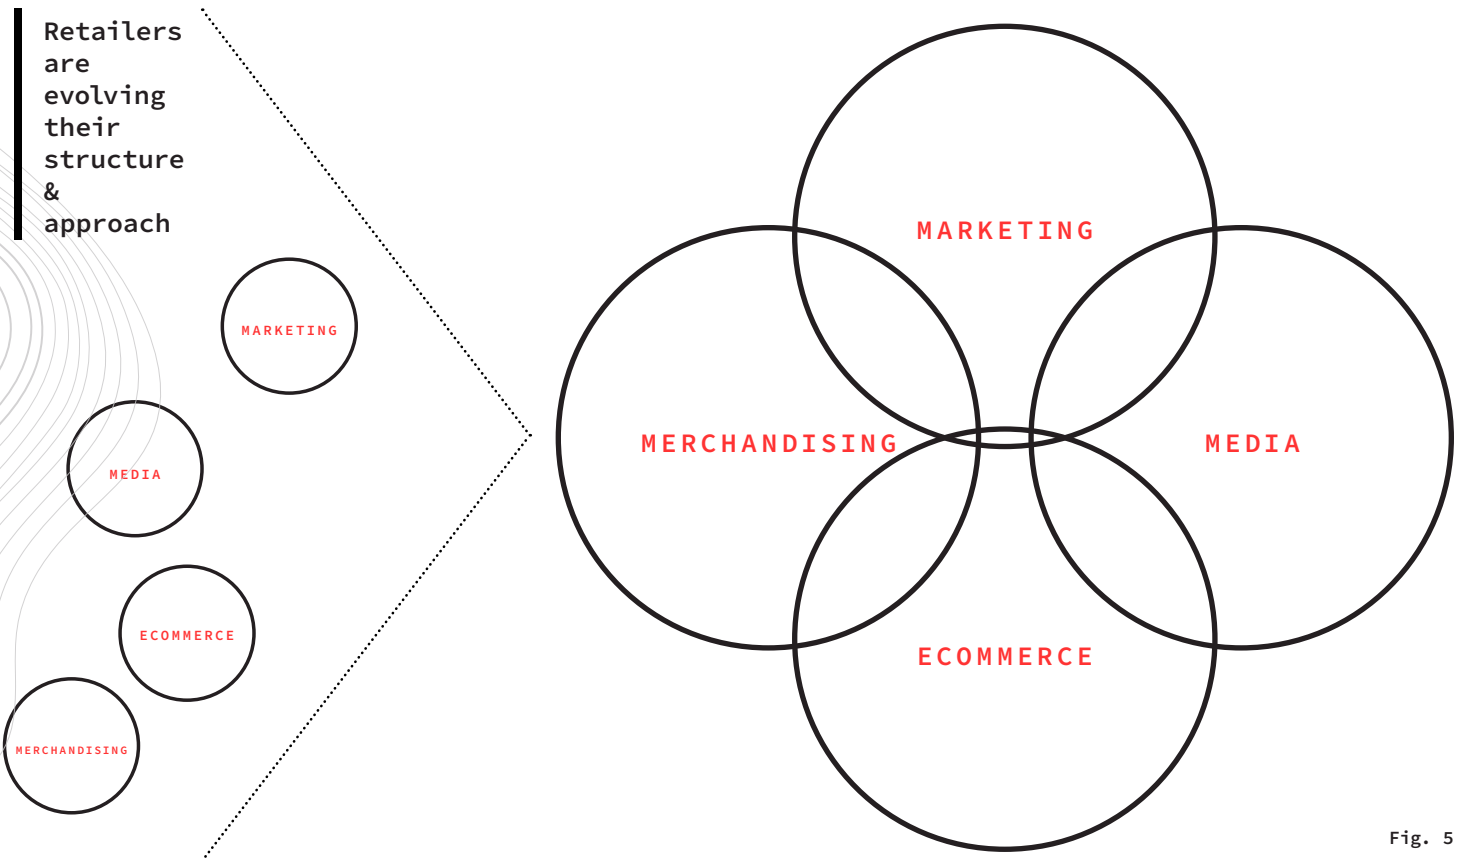 Retailers
are
evolving
their
structure
&
approach
MARKETING
MEDIA
ECOMMERCE
MERCHANDISING
MARKETING
MERCHANDISING
MEDIA
ECOMMERCE
Fig. 5